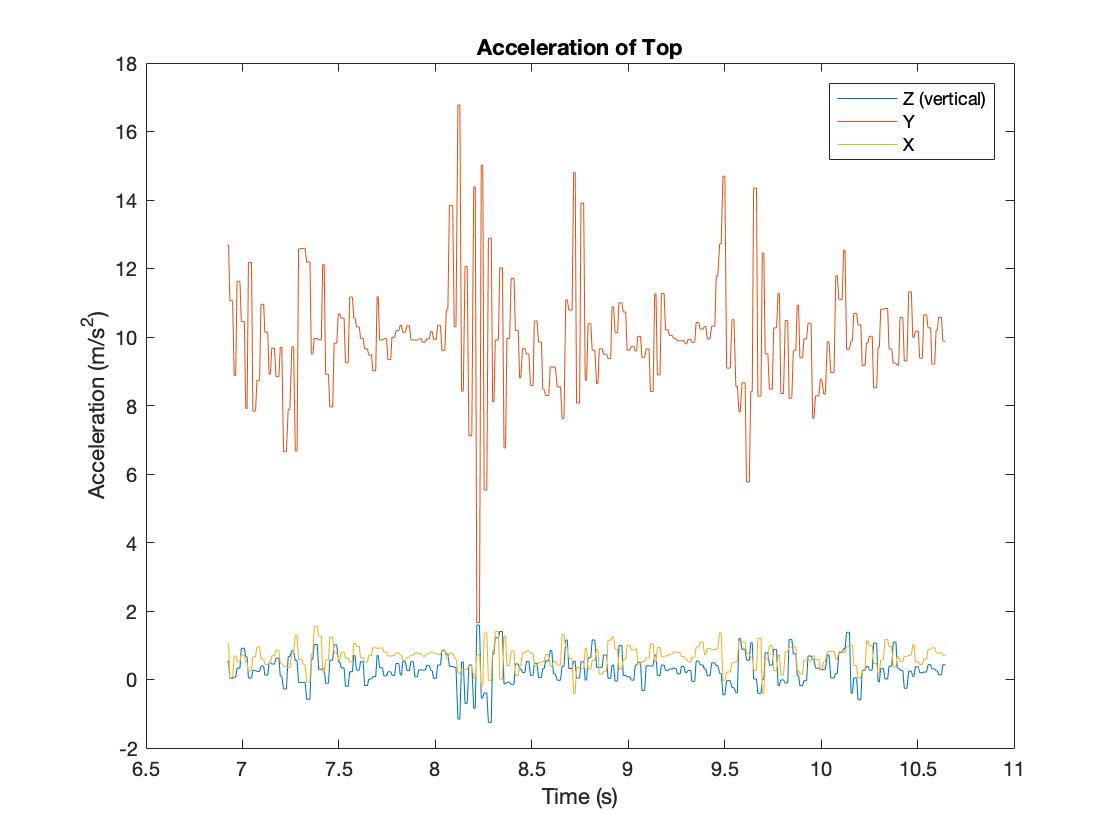 Acceleration of Top
Z (vertical)
Y
X
18
16
14
12
10
8
6
4
2
0
-2
Acceleration (m/s²)
6.5 7 7.5 8 8.5 9 9.5 10 10.5 11
Time (s)